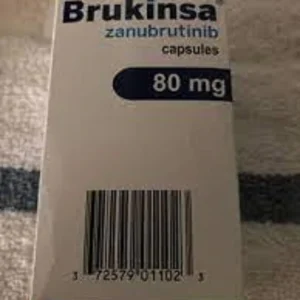 Brukinsa®
zanubrutinib
capsules
80 mg
3 72579 01102 3